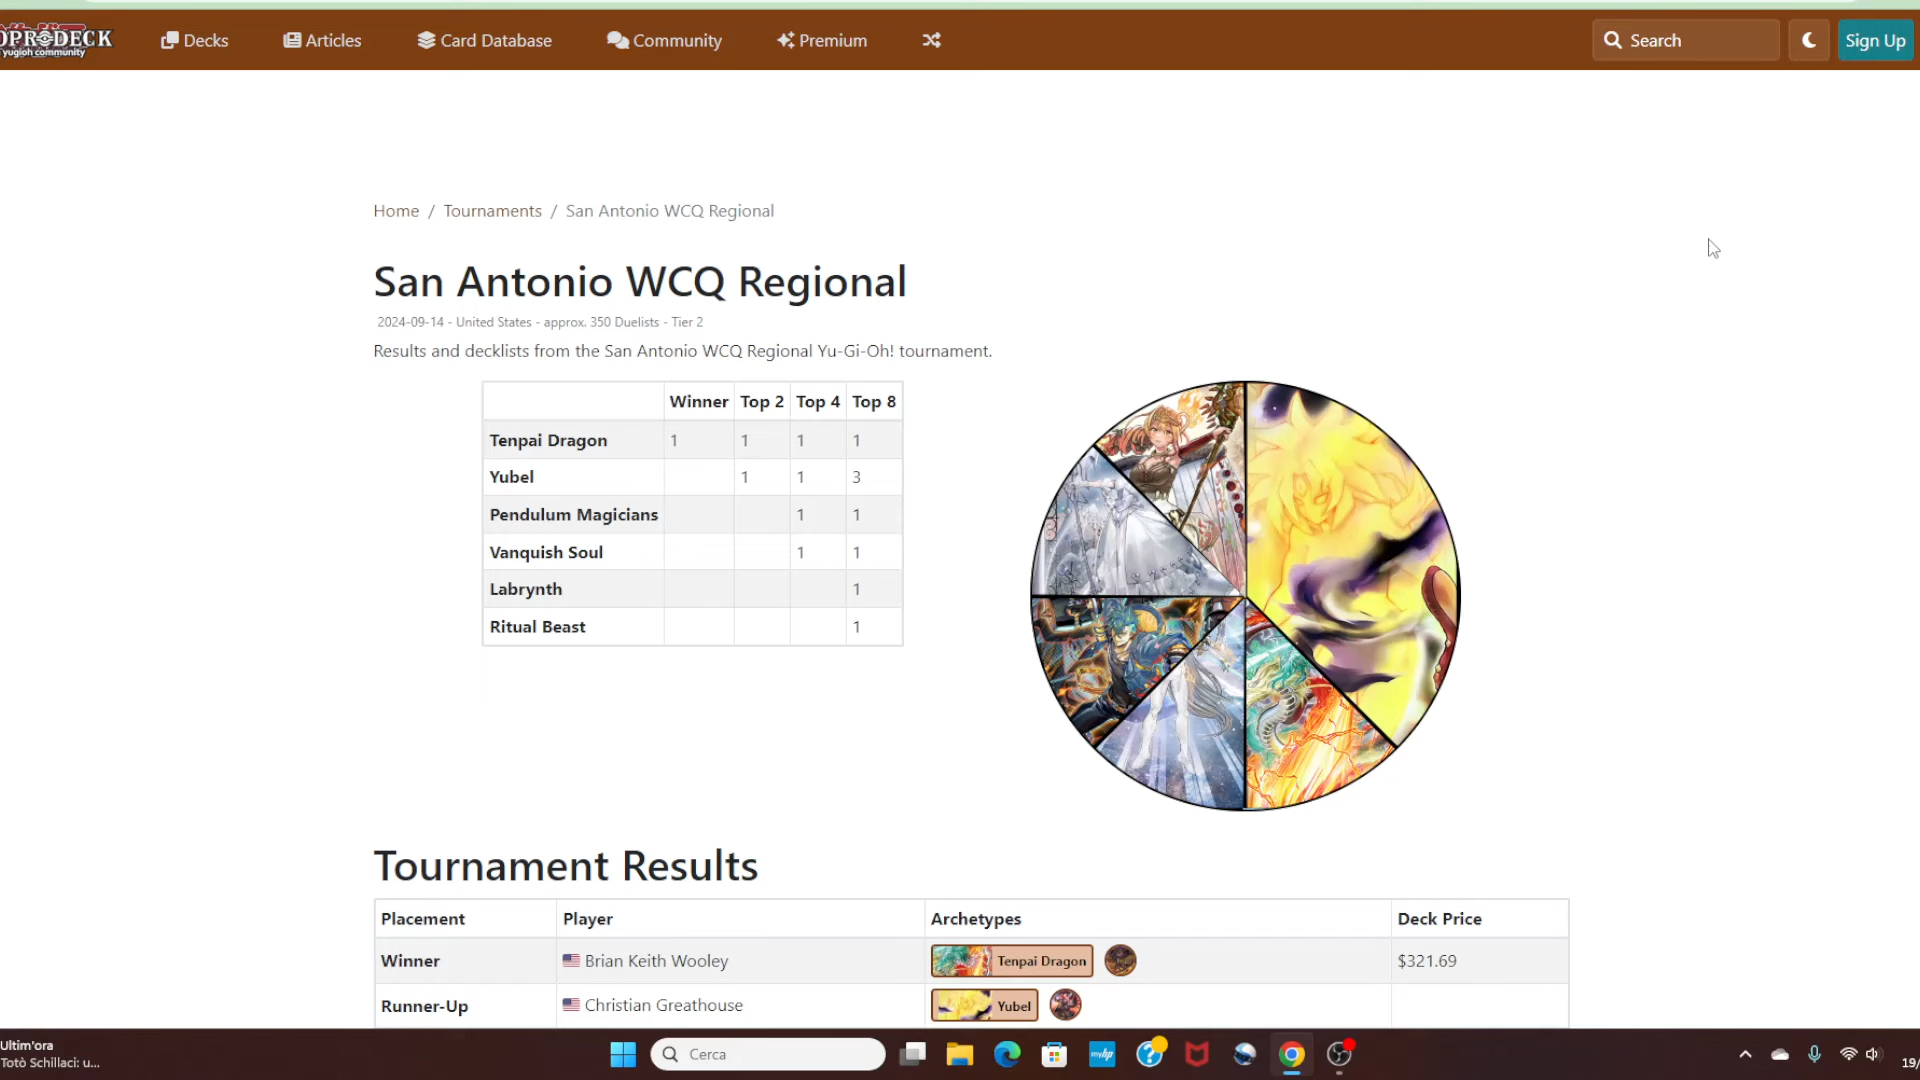 OPRODECK
yugioh community
Decks
Articles
Card Database
Community
Premium
Search
Sign Up
Home / Tournaments / San Antonio WCQ Regional
San Antonio WCQ Regional
2024-09-14 - United States - approx. 350 Duelists - Tier 2
Results and decklists from the San Antonio WCQ Regional Yu-Gi-Oh! tournament.
Winner Top 2 Top 4 Top 8
Tenpai Dragon 1 1 1 1
Yubel 1 1 3
Pendulum Magicians 1 1
Vanquish Soul 1 1
Labrynth 1
Ritual Beast 1
Tournament Results
Placement Player Archetypes Deck Price
Winner Brian Keith Wooley Tenpai Dragon $321.69
Runner-Up Christian Greathouse Yubel
Ultim'ora
Totò Schillaci: u...
Cerca
myhp
19/